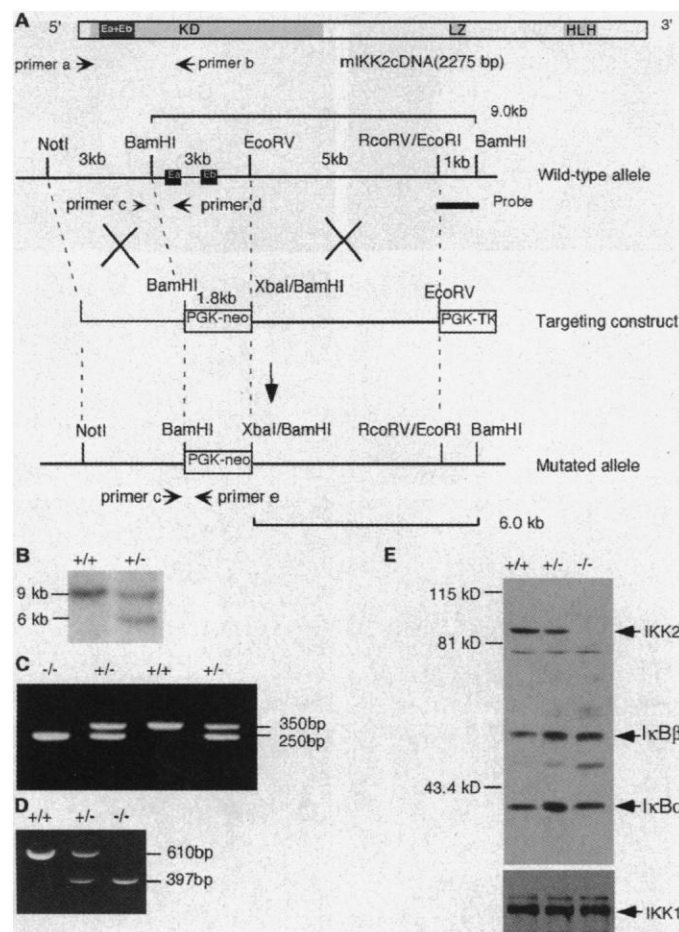 A
5'
Ea+Eb
KD
LZ
HLH
3'
primer a
primer b
mIKK2cDNA(2275 bp)
9.0kb
NotI
BamHI
EcoRV
RcoRV/EcoRI
BamHI
3kb
3kb
5kb
1kb
Ea
Eb
Wild-type allele
primer c
primer d
Probe
BamHI
XbaI/BamHI
EcoRV
1.8kb
PGK-neo
PGK-TK
Targeting construct
NotI
BamHI
XbaI/BamHI
RcoRV/EcoRI
BamHI
PGK-neo
Mutated allele
primer c
primer e
6.0 kb
B
+/+ +/-
9 kb
6 kb
C
-/- +/- +/+ +/-
350bp
250bp
D
+/+ +/- -/-
610bp
397bp
E
+/+ +/- -/-
115 kD
81 kD
43.4 kD
IKK2
IκBβ
IκBα
IKK1